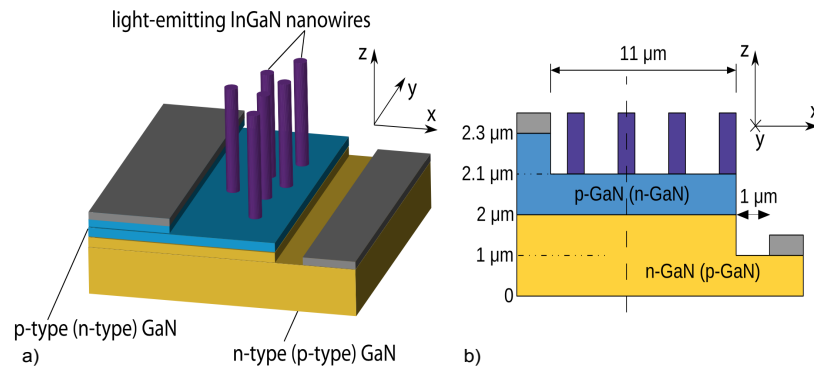 light-emitting InGaN nanowires
z
y
x
p-type (n-type) GaN
n-type (p-type) GaN
a)
z
11 µm
x
y
2.3 µm
2.1 µm
p-GaN (n-GaN)
1 µm
2 µm
1 µm
n-GaN (p-GaN)
0
b)